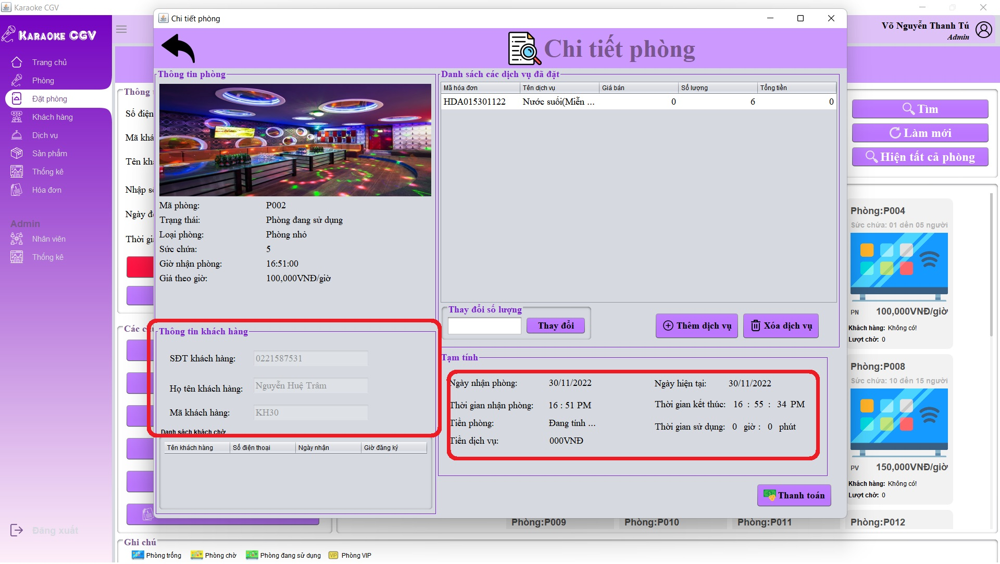 Karaoke CGV
KARAOKE CGV
Trang chủ
Phòng
Đặt phòng
Khách hàng
Dịch vụ
Sản phẩm
Thống kê
Hóa đơn
Admin
Nhân viên
Thống kê
Đăng xuất
Võ Nguyễn Thanh Tú
Admin
Thông
Số điện
Mã khá
Tên kh
Nhập số
Ngày đ
Thời gi
Chi tiết phòng
Chi tiết phòng
Thông tin phòng
Mã phòng: P002
Trạng thái: Phòng đang sử dụng
Loại phòng: Phòng nhỏ
Sức chứa: 5
Giờ nhận phòng: 16:51:00
Giá theo giờ: 100,000VNĐ/giờ
Thông tin khách hàng
SĐT khách hàng: 0221587531
Họ tên khách hàng: Nguyễn Huệ Trâm
Mã khách hàng: KH30
Danh sách khách chờ
Tên khách hàng Số điện thoại Ngày nhận Giờ đăng ký
Danh sách các dịch vụ đã đặt
Mã hóa đơn Tên dịch vụ Giá bán Số lượng Tổng tiền
HDA015301122 Nước suối(Miễn ... 0 6 0
Thay đổi số lượng
Thay đổi
Thêm dịch vụ
Xóa dịch vụ
Tạm tính
Ngày nhận phòng: 30/11/2022 Ngày hiện tại: 30/11/2022
Thời gian nhận phòng: 16 : 51 PM Thời gian kết thúc: 16 : 55 : 34 PM
Tiền phòng: Đang tính ... Thời gian sử dụng: 0 giờ : 0 phút
Tiền dịch vụ: 000VNĐ
Thanh toán
Tìm
Làm mới
Hiện tất cả phòng
Phòng:P004
Sức chứa: 01 đến 05 người
PN 100,000VNĐ/giờ
Khách hàng: Không có!
Lượt chờ: 0
Phòng:P008
Sức chứa: 10 đến 15 người
PV 150,000VNĐ/giờ
Khách hàng: Không có!
Lượt chờ: 0
Phòng:P009 Phòng:P010 Phòng:P011 Phòng:P012
Ghi chú
Phòng trống Phòng chờ Phòng đang sử dụng VIP Phòng VIP